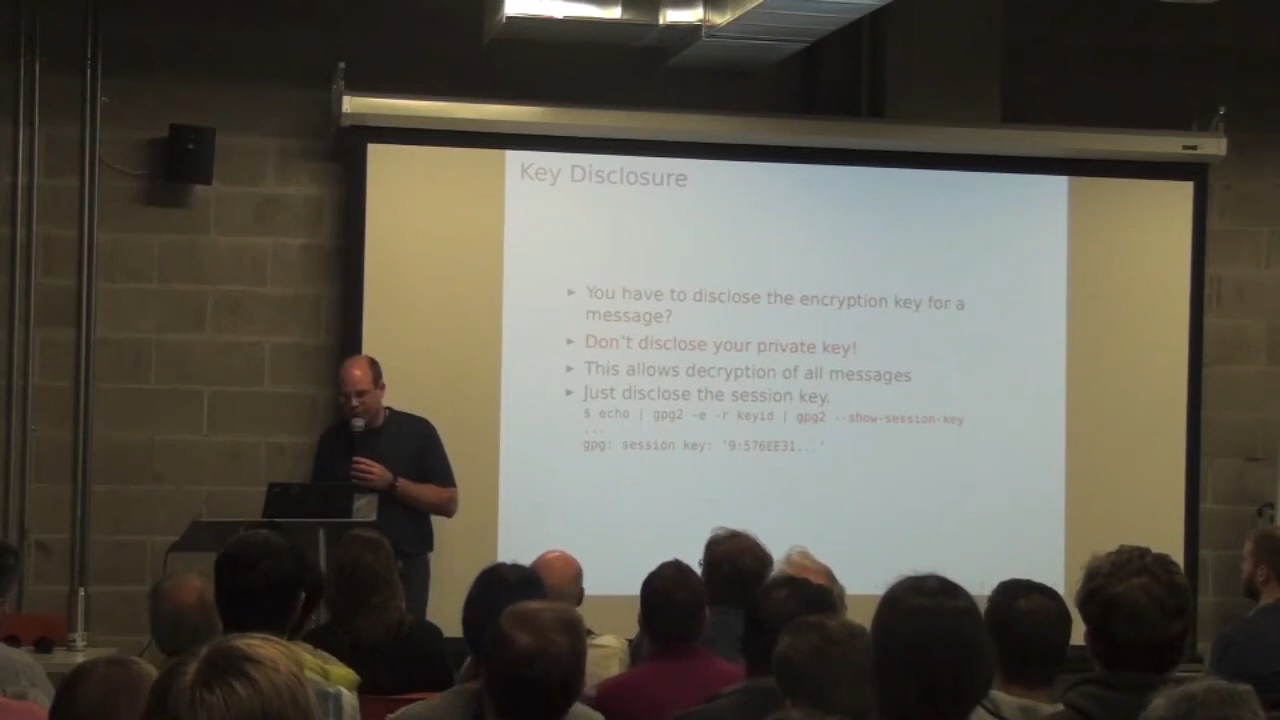 Key Disclosure
▸ You have to disclose the encryption key for a
message?
▸ Don't disclose your private key!
▸ This allows decryption of all messages
▸ Just disclose the session key.
$ echo | gpg2 -e -r keyid | gpg2 --show-session-key
...
gpg: session key: '9:576EE31...'